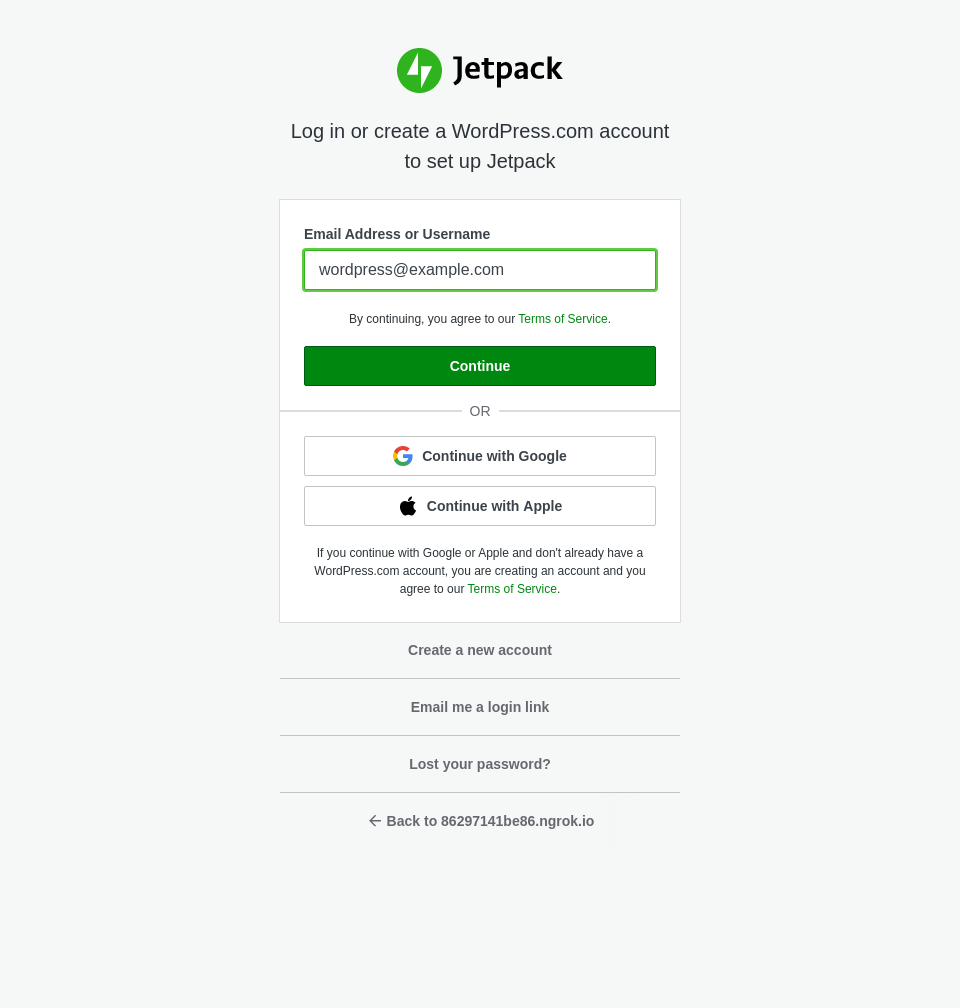 Jetpack
Log in or create a WordPress.com account
to set up Jetpack
Email Address or Username
wordpress@example.com
By continuing, you agree to our Terms of Service.
Continue
OR
Continue with Google
Continue with Apple
If you continue with Google or Apple and don't already have a
WordPress.com account, you are creating an account and you
agree to our Terms of Service.
Create a new account
Email me a login link
Lost your password?
← Back to 86297141be86.ngrok.io